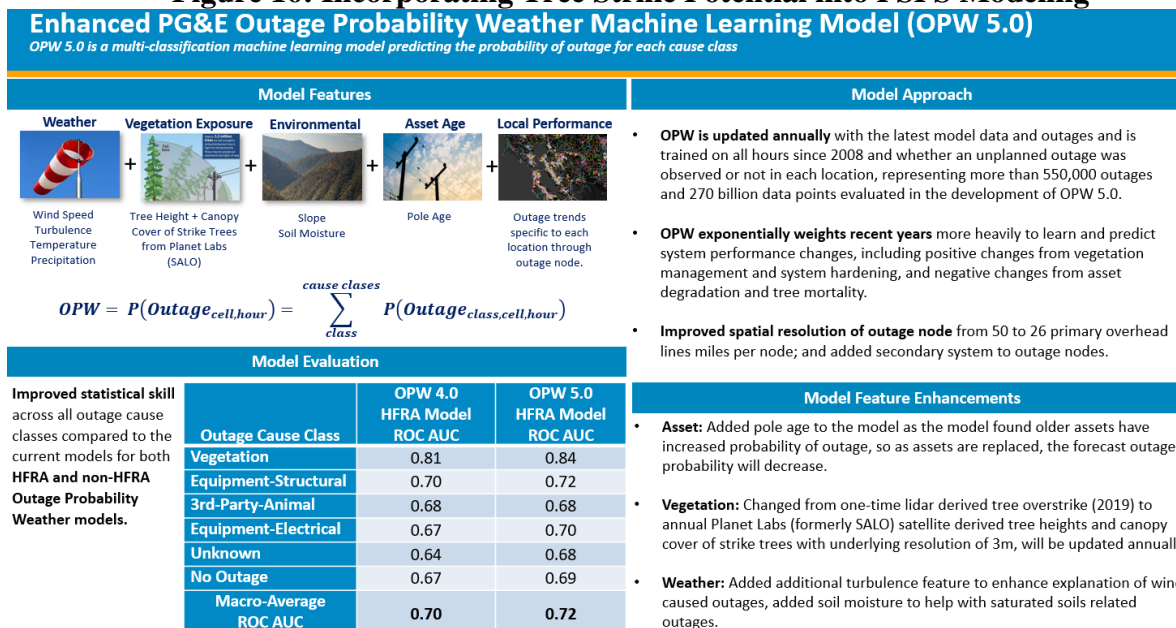 Figure 10: Incorporating Tree Strike Potential into PSPS Modeling
Enhanced PG&E Outage Probability Weather Machine Learning Model (OPW 5.0)
OPW 5.0 is a multi-classification machine learning model predicting the probability of outage for each cause class
Model Features
Weather
Vegetation Exposure
Environmental
Asset Age
Local Performance
+ + + +
Wind Speed
Turbulence
Temperature
Precipitation
Tree Height + Canopy
Cover of Strike Trees
from Planet Labs
(SALO)
Slope
Soil Moisture
Pole Age
Outage trends
specific to each
location through
outage node.
OPW = P(Outage_cell,hour) = ∑ (class, cause clases) P(Outage_class,cell,hour)
Model Evaluation
Improved statistical skill
across all outage cause
classes compared to the
current models for both
HFRA and non-HFRA
Outage Probability
Weather models.
Outage Cause Class | OPW 4.0 HFRA Model ROC AUC | OPW 5.0 HFRA Model ROC AUC
Vegetation 0.81 0.84
Equipment-Structural 0.70 0.72
3rd-Party-Animal 0.68 0.68
Equipment-Electrical 0.67 0.70
Unknown 0.64 0.68
No Outage 0.67 0.69
Macro-Average ROC AUC 0.70 0.72
Model Approach
• OPW is updated annually with the latest model data and outages and is
trained on all hours since 2008 and whether an unplanned outage was
observed or not in each location, representing more than 550,000 outages
and 270 billion data points evaluated in the development of OPW 5.0.
• OPW exponentially weights recent years more heavily to learn and predict
system performance changes, including positive changes from vegetation
management and system hardening, and negative changes from asset
degradation and tree mortality.
• Improved spatial resolution of outage node from 50 to 26 primary overhead
lines miles per node; and added secondary system to outage nodes.
Model Feature Enhancements
• Asset: Added pole age to the model as the model found older assets have
increased probability of outage, so as assets are replaced, the forecast outage
probability will decrease.
• Vegetation: Changed from one-time lidar derived tree overstrike (2019) to
annual Planet Labs (formerly SALO) satellite derived tree heights and canopy
cover of strike trees with underlying resolution of 3m, will be updated annuall
• Weather: Added additional turbulence feature to enhance explanation of win
caused outages, added soil moisture to help with saturated soils related
outages.